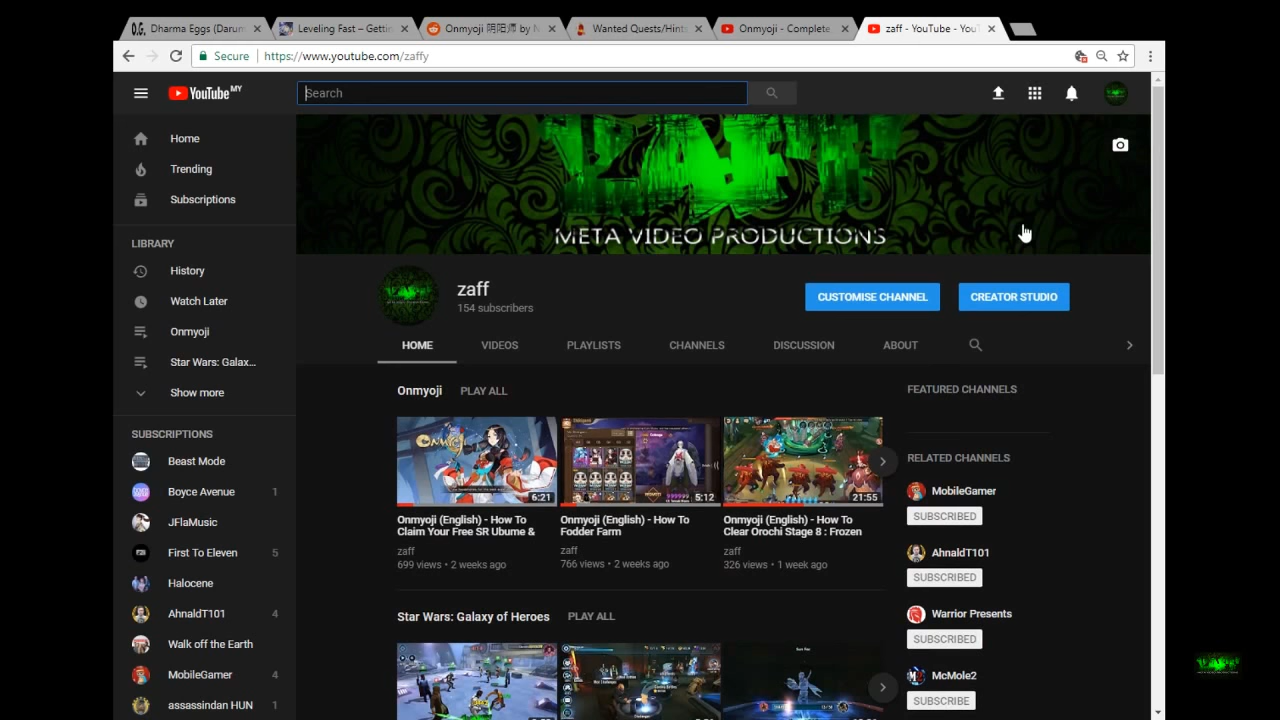 Dharma Eggs (Darum
Leveling Fast – Gettin
Onmyoji 阴阳师 by N
Wanted Quests/Hints
Onmyoji - Complete
zaff - YouTube - YouT
Secure
https://www.youtube.com/zaffy
YouTube MY
Search
Home
Trending
Subscriptions
LIBRARY
History
Watch Later
Onmyoji
Star Wars: Galax...
Show more
SUBSCRIPTIONS
Beast Mode
Boyce Avenue 1
JFlaMusic
First To Eleven 5
Halocene
AhnaldT101 4
Walk off the Earth
MobileGamer 4
assassinsin HUN 1
META VIDEO PRODUCTIONS
zaff
154 subscribers
CUSTOMISE CHANNEL
CREATOR STUDIO
HOME
VIDEOS
PLAYLISTS
CHANNELS
DISCUSSION
ABOUT
Onmyoji
PLAY ALL
ONMYOJI
6:21
5:12
21:55
Onmyoji (English) - How To
Claim Your Free SR Ubume &
zaff
699 views • 2 weeks ago
Onmyoji (English) - How To
Fodder Farm
zaff
766 views • 2 weeks ago
Onmyoji (English) - How To
Clear Orochi Stage 8 : Frozen
zaff
326 views • 1 week ago
Star Wars: Galaxy of Heroes
PLAY ALL
FEATURED CHANNELS
RELATED CHANNELS
MobileGamer
SUBSCRIBED
AhnaldT101
SUBSCRIBED
Warrior Presents
SUBSCRIBED
McMole2
SUBSCRIBE